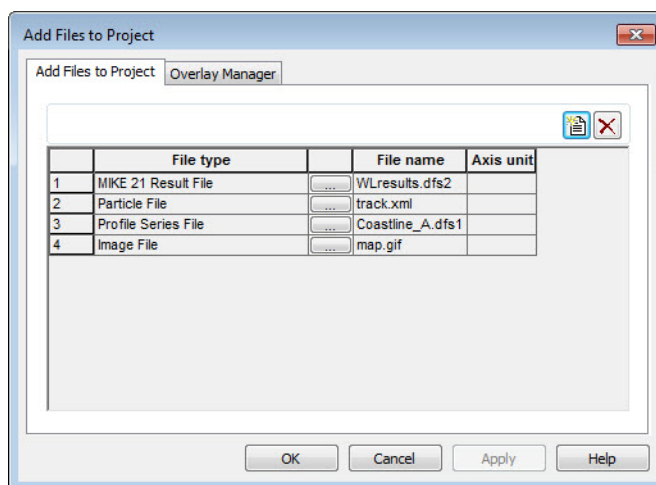 Add Files to Project
Add Files to Project Overlay Manager
File type File name Axis unit
1 MIKE 21 Result File ... WLresults.dfs2
2 Particle File ... track.xml
3 Profile Series File ... Coastline_A.dfs1
4 Image File ... map.gif
OK Cancel Apply Help